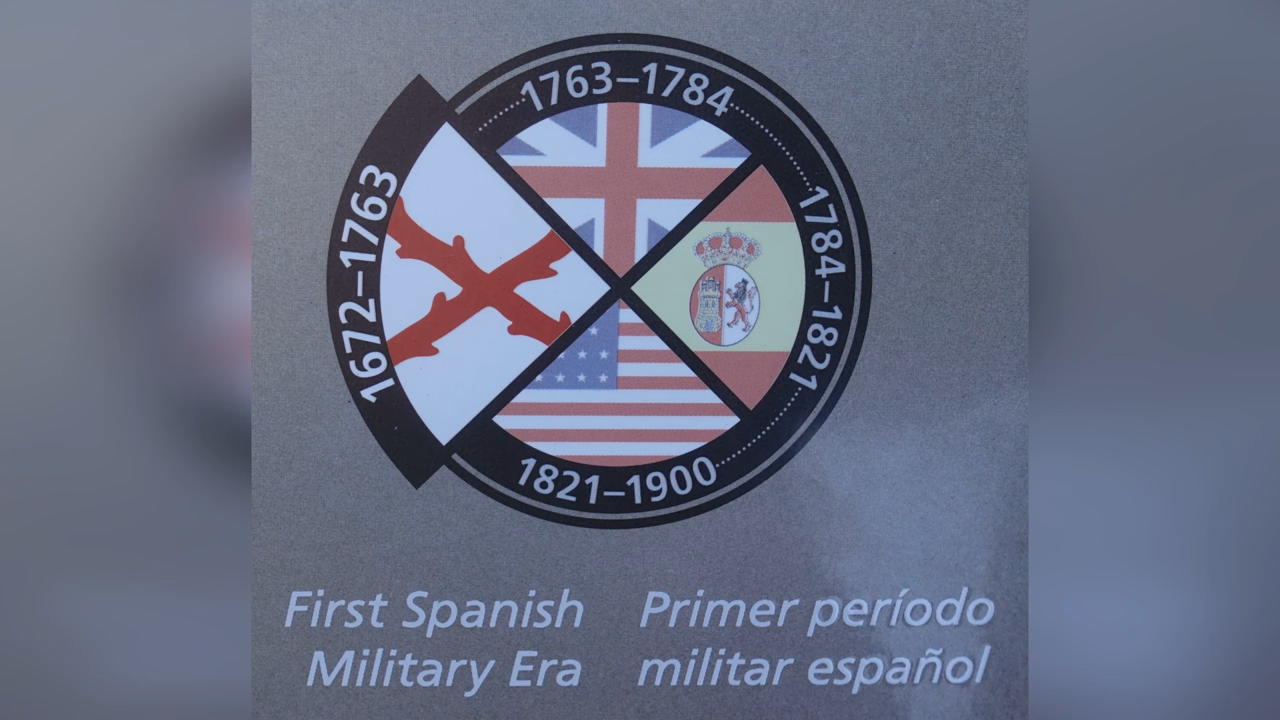 1763–1784
1672–1763
1784–1821
1821–1900
First Spanish
Military Era
Primer período
militar español